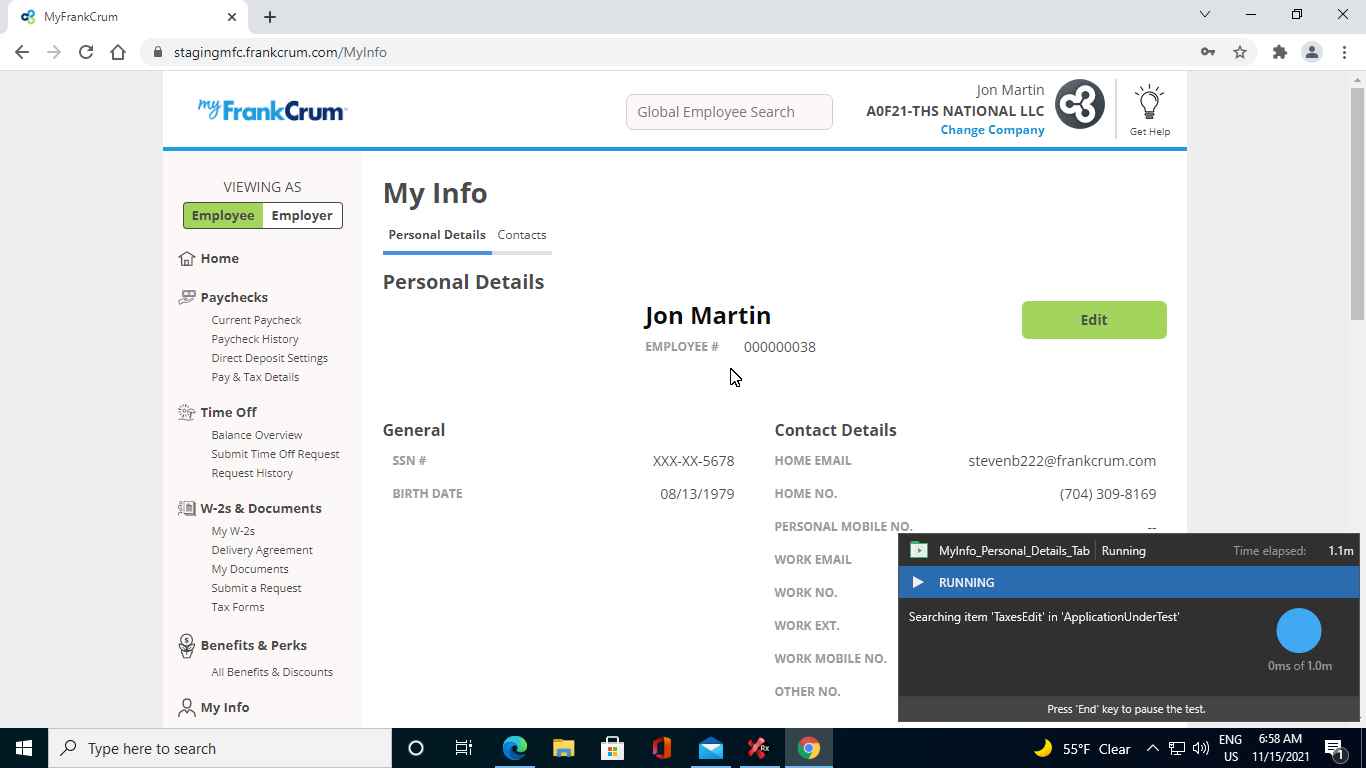 MyFrankCrum
stagingmfc.frankcrum.com/MyInfo
myFrankCrum
Global Employee Search
Jon Martin
A0F21-THS NATIONAL LLC
Change Company
Get Help
VIEWING AS
Employee Employer
Home
Paychecks
Current Paycheck
Paycheck History
Direct Deposit Settings
Pay & Tax Details
Time Off
Balance Overview
Submit Time Off Request
Request History
W-2s & Documents
My W-2s
Delivery Agreement
My Documents
Submit a Request
Tax Forms
Benefits & Perks
All Benefits & Discounts
My Info
My Info
Personal Details Contacts
Personal Details
Jon Martin
EMPLOYEE # 000000038
Edit
General
SSN # XXX-XX-5678
BIRTH DATE 08/13/1979
Contact Details
HOME EMAIL stevenb222@frankcrum.com
HOME NO. (704) 309-8169
PERSONAL MOBILE NO. --
WORK EMAIL
WORK NO.
WORK EXT.
WORK MOBILE NO.
OTHER NO.
MyInfo_Personal_Details_Tab Running Time elapsed: 1.1m
RUNNING
Searching item 'TaxesEdit' in 'ApplicationUnderTest'
0ms of 1.0m
Press 'End' key to pause the test.
Type here to search
Rx
55°F Clear
ENG
US
6:58 AM
11/15/2021
1